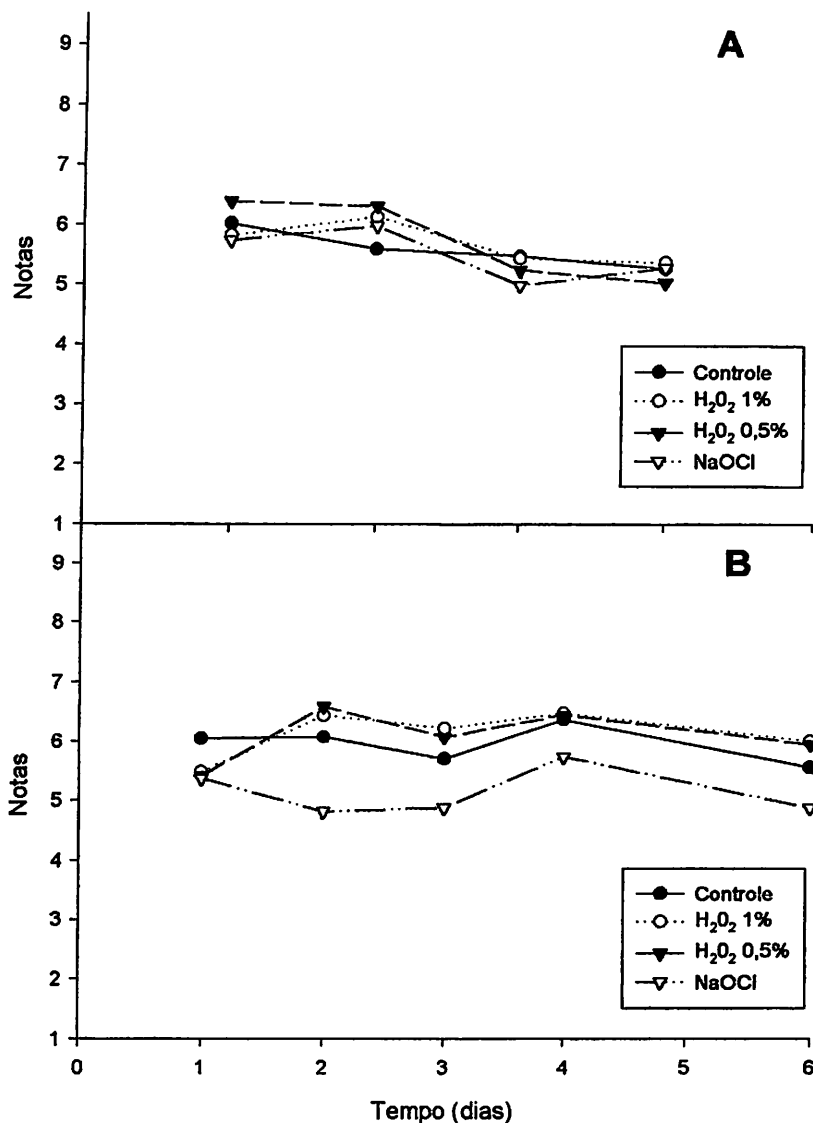 A
9
8
7
6
5
4
3
2
1
Notas
Controle
H₂O₂ 1%
H₂O₂ 0,5%
NaOCl
B
9
8
7
6
5
4
3
2
1
Notas
Controle
H₂O₂ 1%
H₂O₂ 0,5%
NaOCl
0 1 2 3 4 5 6
Tempo (dias)